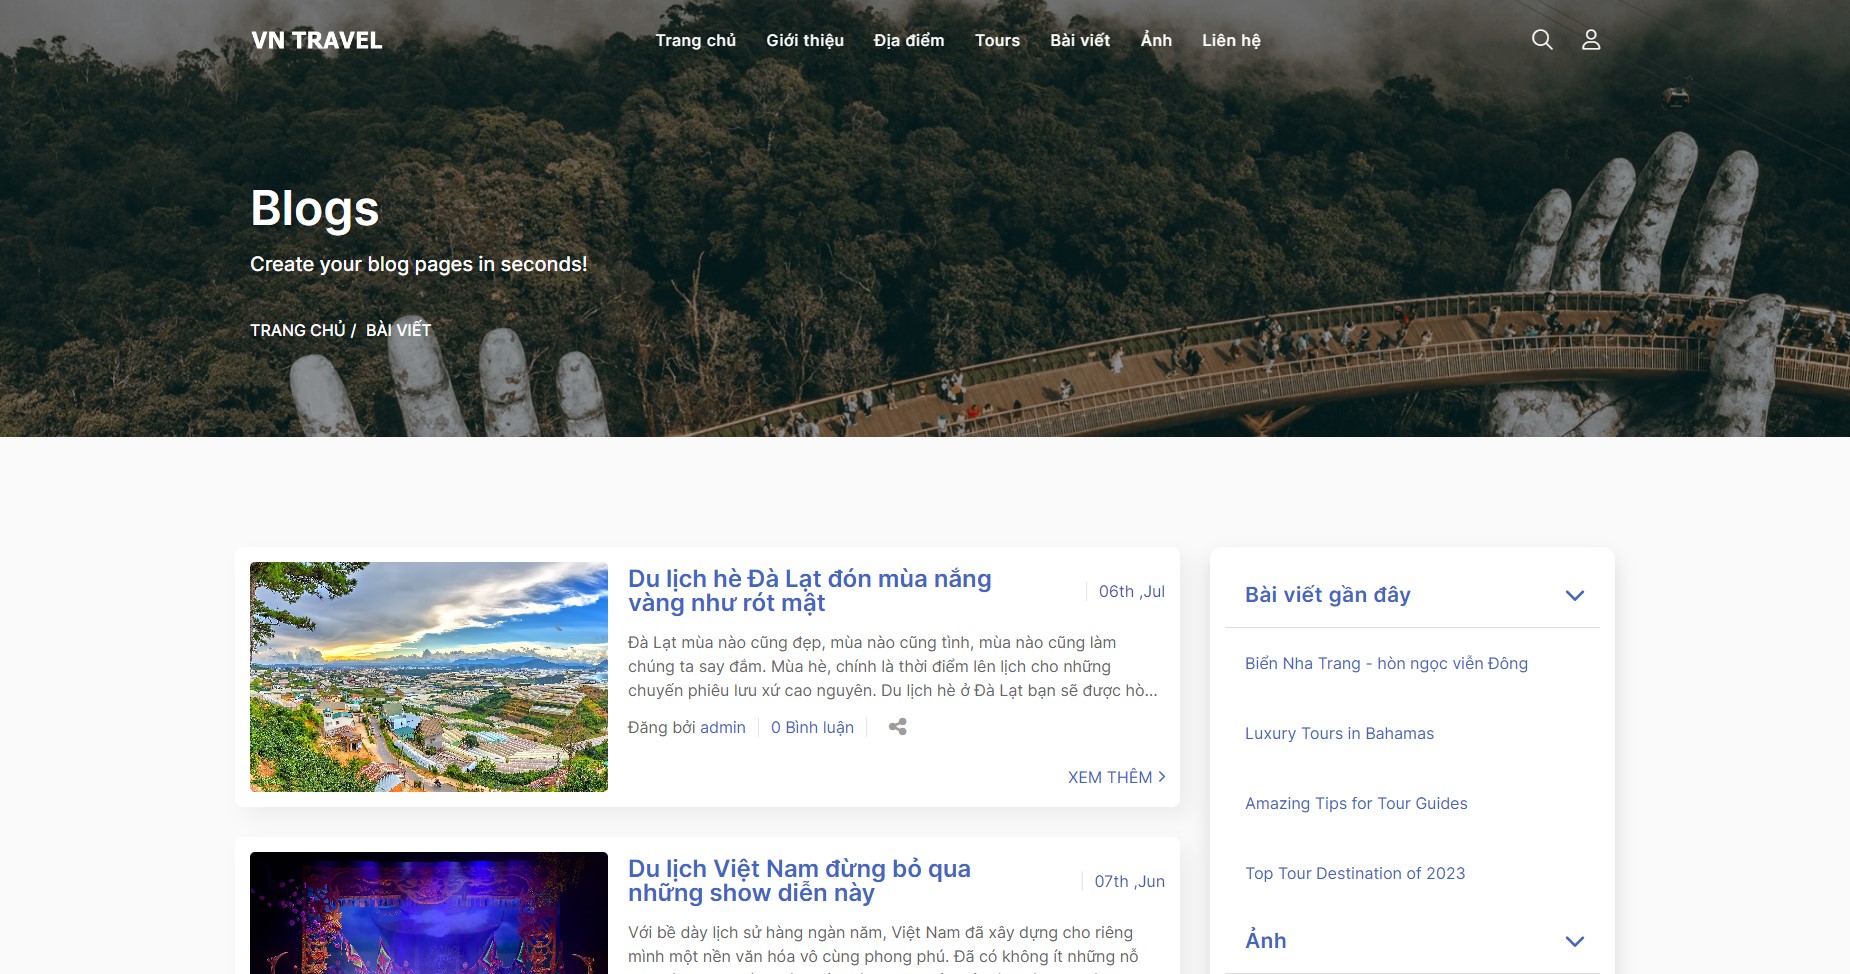 VN TRAVEL
Trang chủ Giới thiệu Địa điểm Tours Bài viết Ảnh Liên hệ
Blogs
Create your blog pages in seconds!
TRANG CHỦ / BÀI VIẾT
Du lịch hè Đà Lạt đón mùa nắng
vàng như rót mật
06th ,Jul
Đà Lạt mùa nào cũng đẹp, mùa nào cũng tình, mùa nào cũng làm
chúng ta say đắm. Mùa hè, chính là thời điểm lên lịch cho những
chuyến phiêu lưu xứ cao nguyên. Du lịch hè ở Đà Lạt bạn sẽ được hò...
Đăng bởi admin 0 Bình luận
XEM THÊM
Du lịch Việt Nam đừng bỏ qua
những show diễn này
07th ,Jun
Với bề dày lịch sử hàng ngàn năm, Việt Nam đã xây dựng cho riêng
mình một nền văn hóa vô cùng phong phú. Đã có không ít những nỗ
Bài viết gần đây
Biển Nha Trang - hòn ngọc viễn Đông
Luxury Tours in Bahamas
Amazing Tips for Tour Guides
Top Tour Destination of 2023
Ảnh